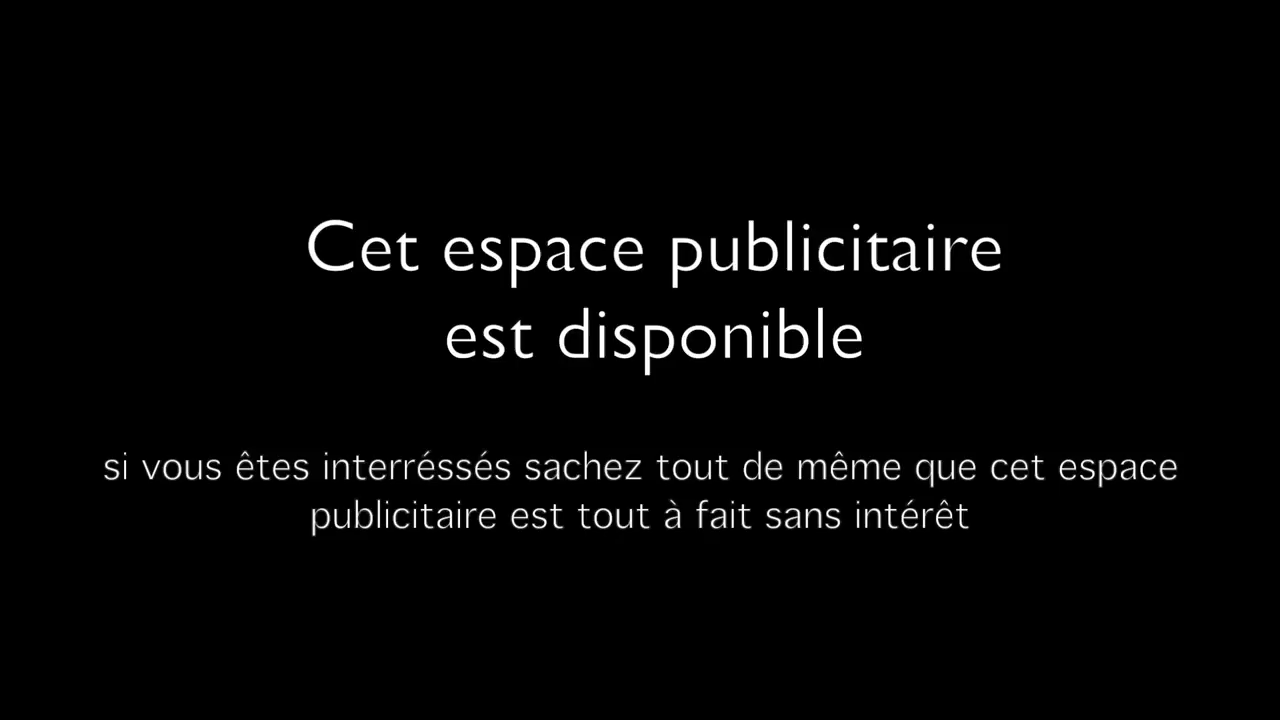 Cet espace publicitaire
est disponible
si vous êtes interréssés sachez tout de même que cet espace
publicitaire est tout à fait sans intérêt